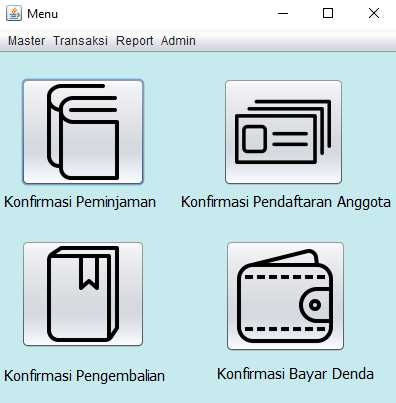 Menu
Master Transaksi Report Admin
Konfirmasi Peminjaman
Konfirmasi Pendaftaran Anggota
Konfirmasi Pengembalian
Konfirmasi Bayar Denda